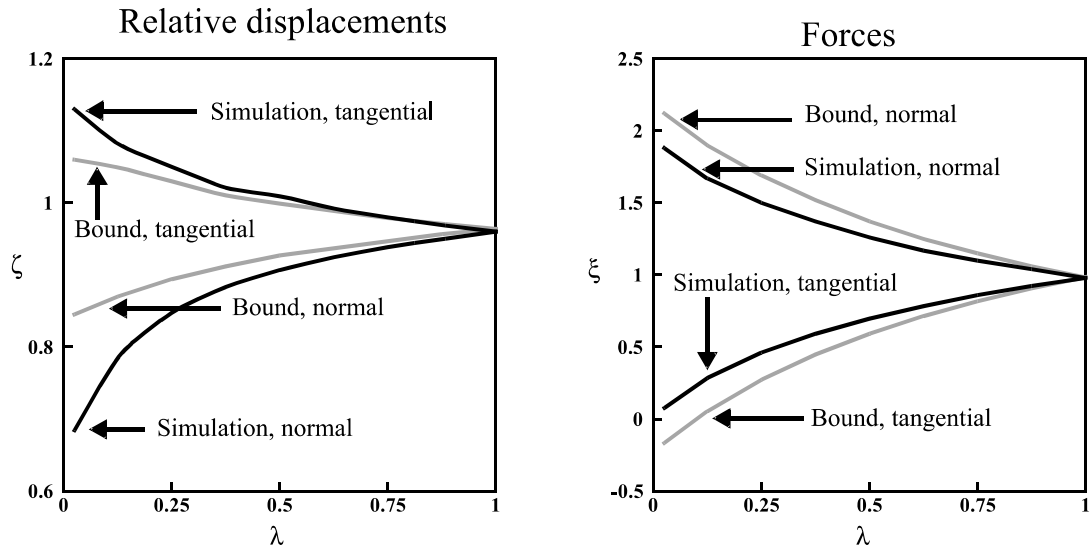 Relative displacements
1.2
1
0.8
0.6
ζ
Simulation, tangential
Bound, tangential
Bound, normal
Simulation, normal
0 0.25 0.5 0.75 1
λ
Forces
2.5
2
1.5
1
0.5
0
-0.5
ξ
Bound, normal
Simulation, normal
Simulation, tangential
Bound, tangential
0 0.25 0.5 0.75 1
λ